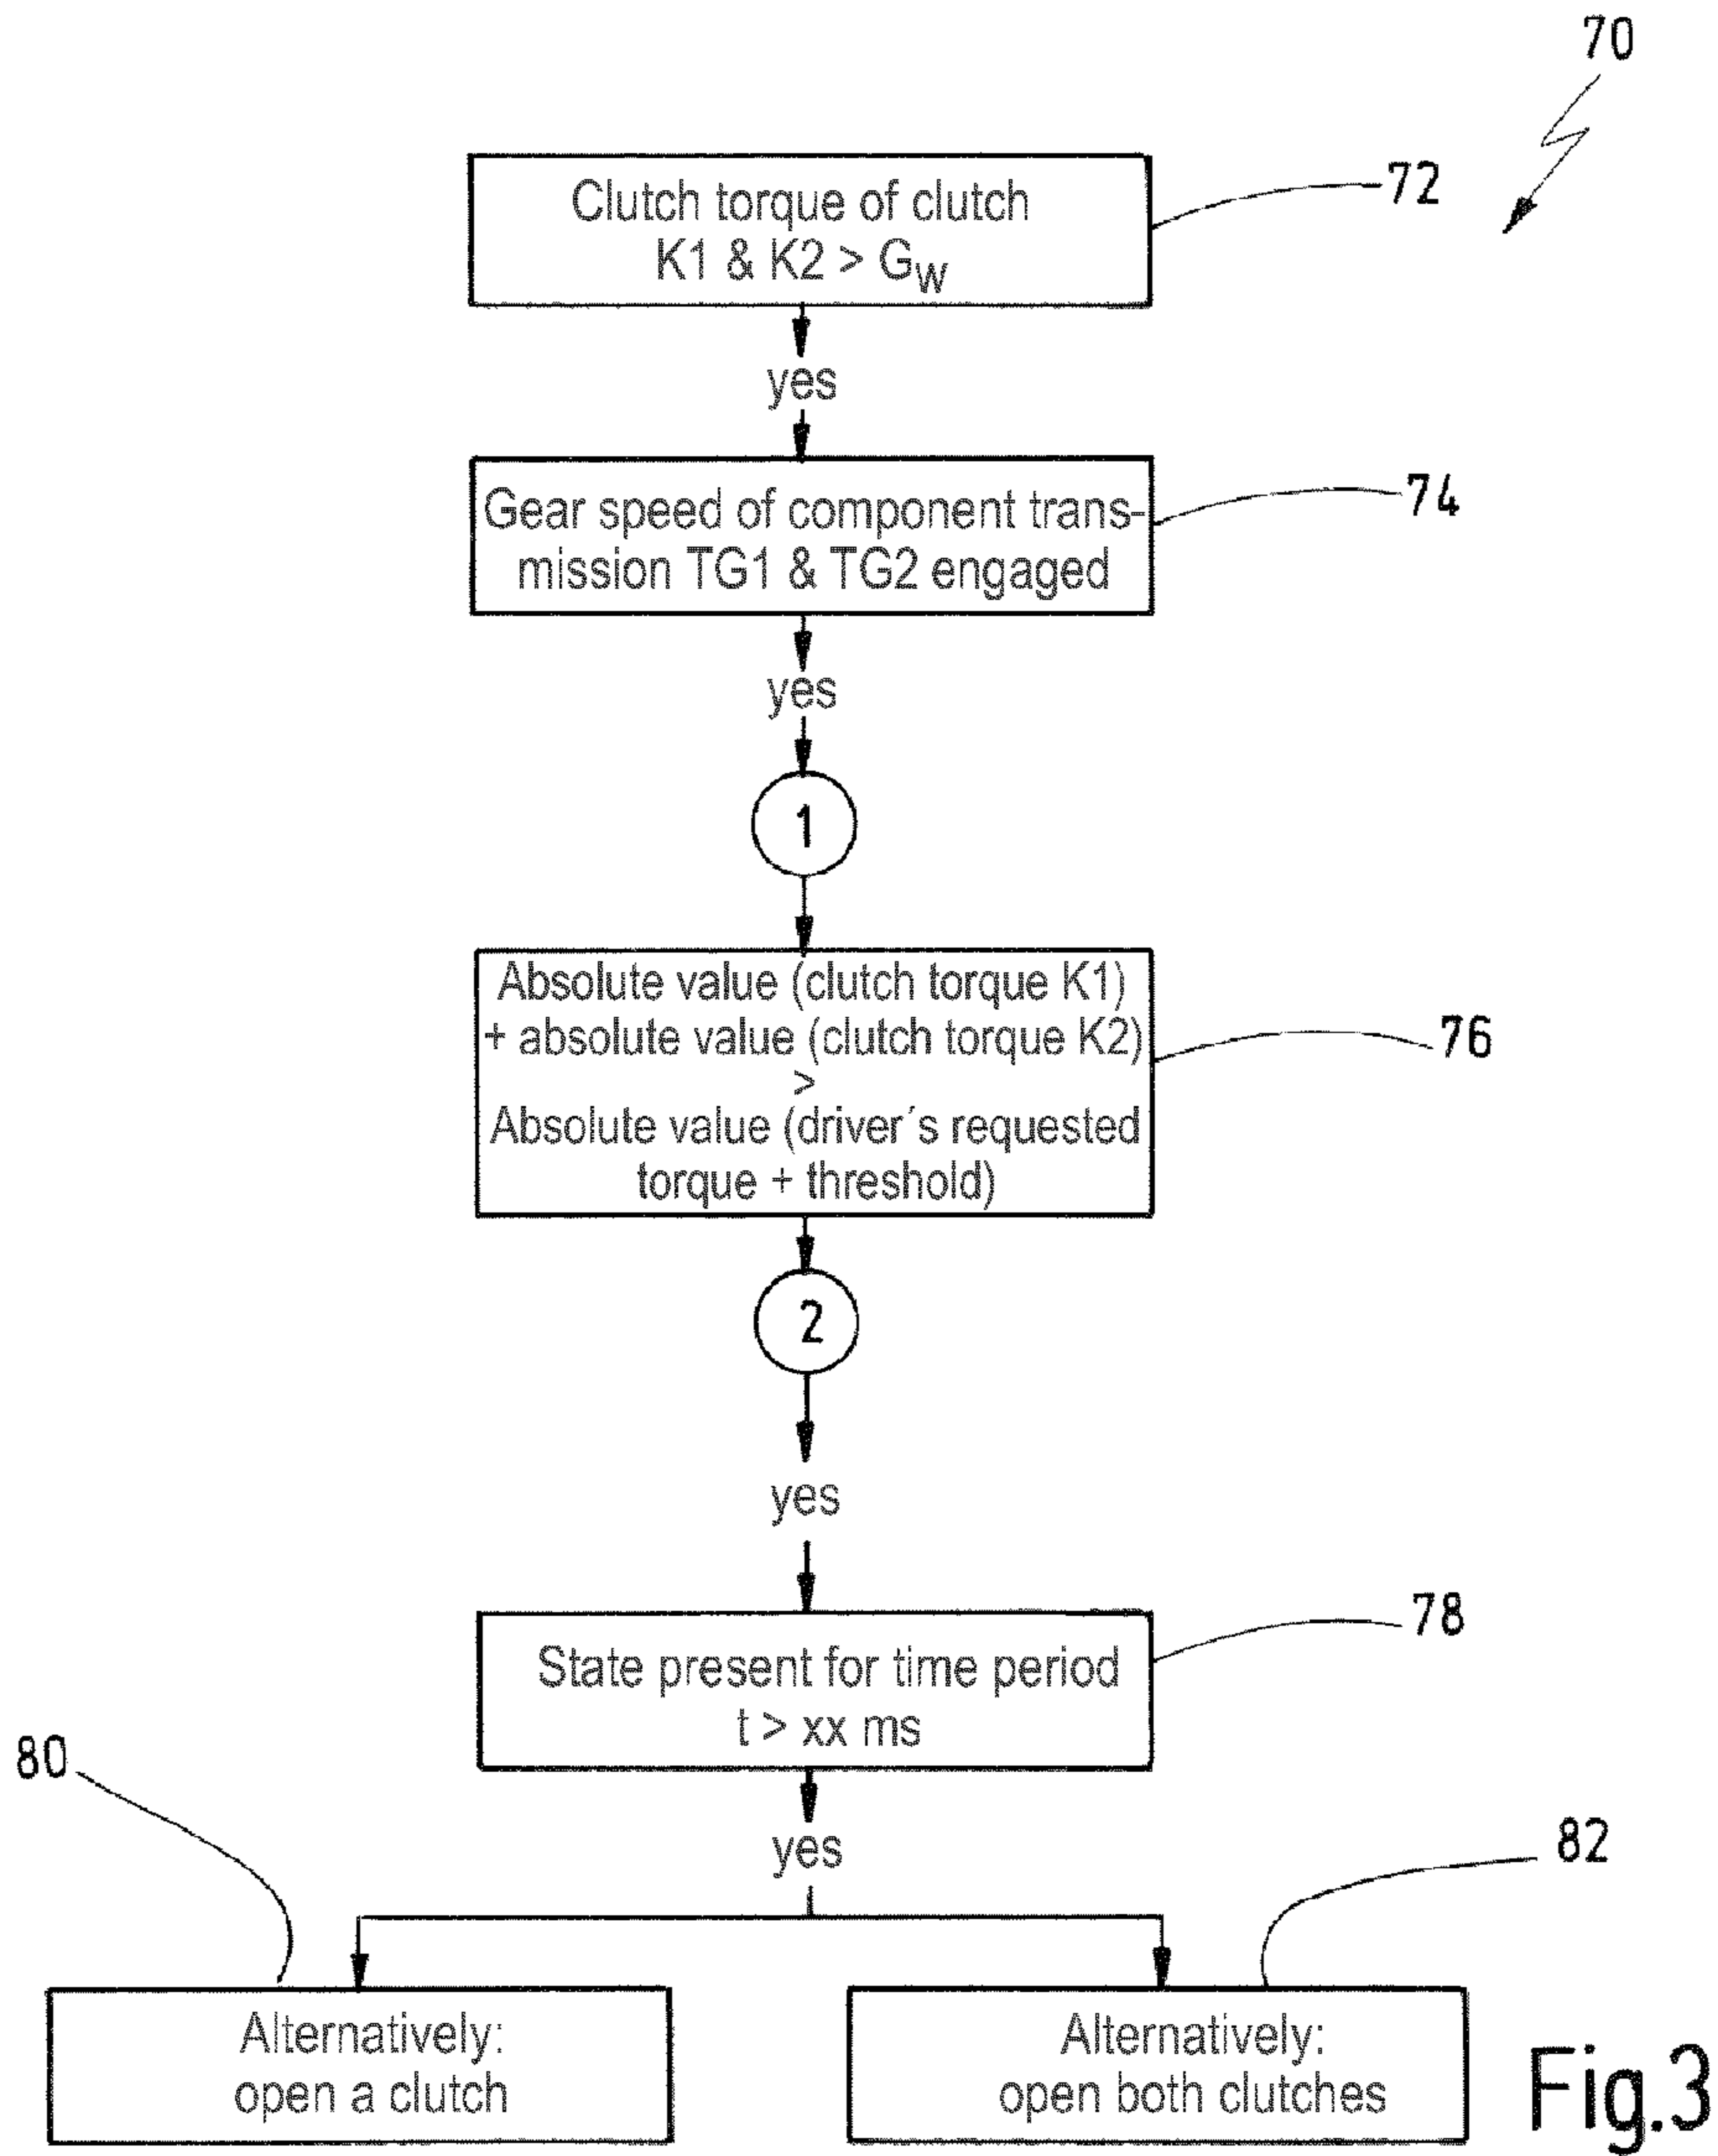 70
Clutch torque of clutch
K1 & K2 > GW
72
yes
Gear speed of component trans-
mission TG1 & TG2 engaged
74
yes
1
Absolute value (clutch torque K1)
+ absolute value (clutch torque K2)
>
Absolute value (driver´s requested
torque + threshold)
76
2
yes
State present for time period
t > xx ms
78
yes
80
82
Alternatively:
open a clutch
Alternatively:
open both clutches
Fig.3